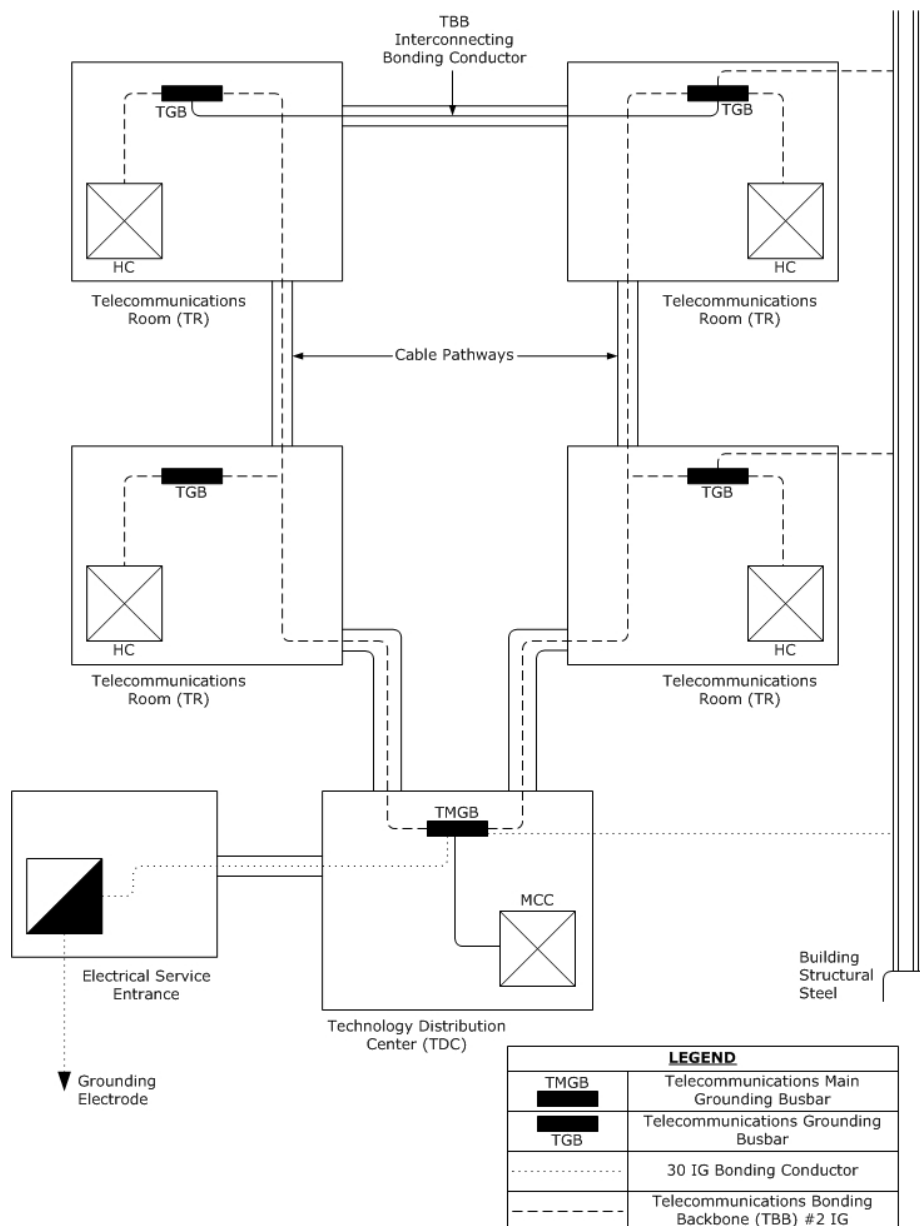 TBB
Interconnecting
Bonding Conductor
TGB
TGB
HC
HC
Telecommunications
Room (TR)
Telecommunications
Room (TR)
Cable Pathways
TGB
TGB
HC
HC
Telecommunications
Room (TR)
Telecommunications
Room (TR)
TMGB
MCC
Electrical Service
Entrance
Building
Structural
Steel
Technology Distribution
Center (TDC)
Grounding
Electrode
LEGEND
TMGB
Telecommunications Main
Grounding Busbar
TGB
Telecommunications Grounding
Busbar
30 IG Bonding Conductor
Telecommunications Bonding
Backbone (TBB) #2 IG